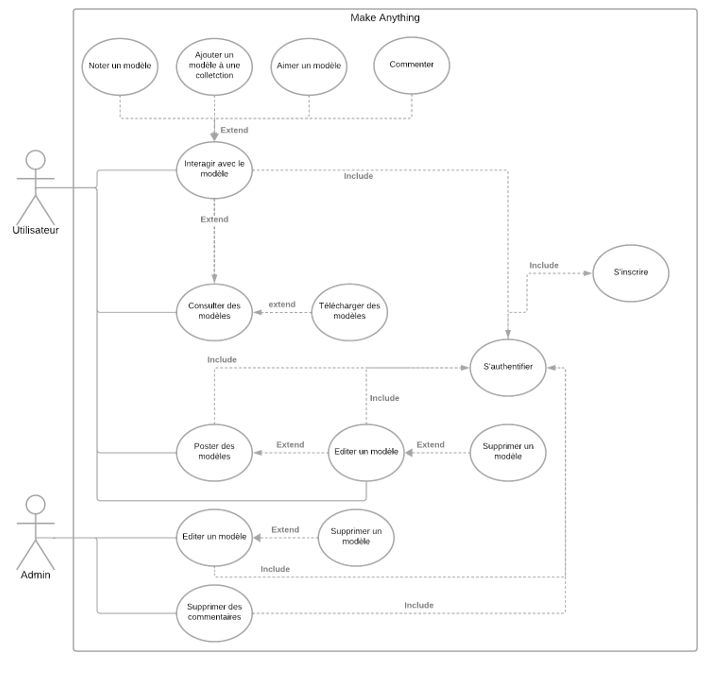 Make Anything
Noter un modèle
Ajouter un
modèle à une
colletction
Aimer un modèle
Commenter
Extend
Interagir avec le
modèle
Include
Utilisateur
Extend
Include
S'inscrire
Consulter des
modèles
extend
Télécharger des
modèles
Include
S'authentifier
Include
Poster des
modèles
Extend
Editer un modèle
Extend
Supprimer un
modèle
Admin
Editer un modèle
Extend
Supprimer un
modèle
Include
Supprimer des
commentaires
Include